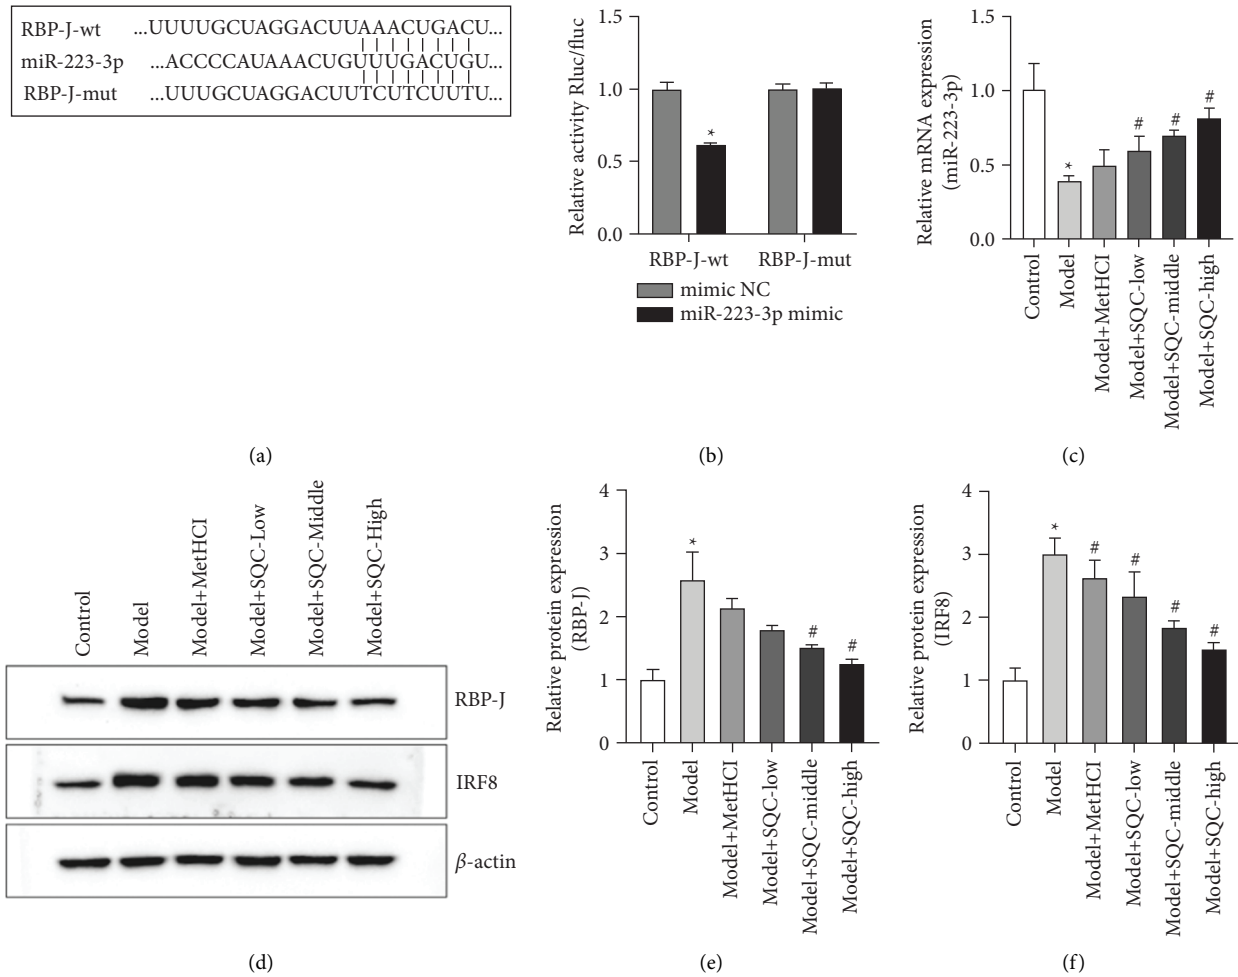 RBP-J-wt ...UUUUGCUAGGACUUAAACUGACU...
miR-223-3p ...ACCCCAUAAACUGUUUGACUGU...
RBP-J-mut ...UUUGCUAGGACUUTCUTCUUTU...
(a)
Relative activity Rluc/fluc
1.5
1.0
0.5
0.0
*
RBP-J-wt RBP-J-mut
mimic NC
miR-223-3p mimic
(b)
Relative mRNA expression
(miR-223-3p)
1.5
1.0
0.5
0.0
* # # #
Control
Model
Model+MetHCI
Model+SQC-low
Model+SQC-middle
Model+SQC-high
(c)
Control
Model
Model+MetHCI
Model+SQC-Low
Model+SQC-Middle
Model+SQC-High
RBP-J
IRF8
β-actin
(d)
Relative protein expression
(RBP-J)
4
3
2
1
0
* # #
Control
Model
Model+MetHCI
Model+SQC-low
Model+SQC-middle
Model+SQC-high
(e)
Relative protein expression
(IRF8)
4
3
2
1
0
* # # # #
Control
Model
Model+MetHCI
Model+SQC-low
Model+SQC-middle
Model+SQC-high
(f)